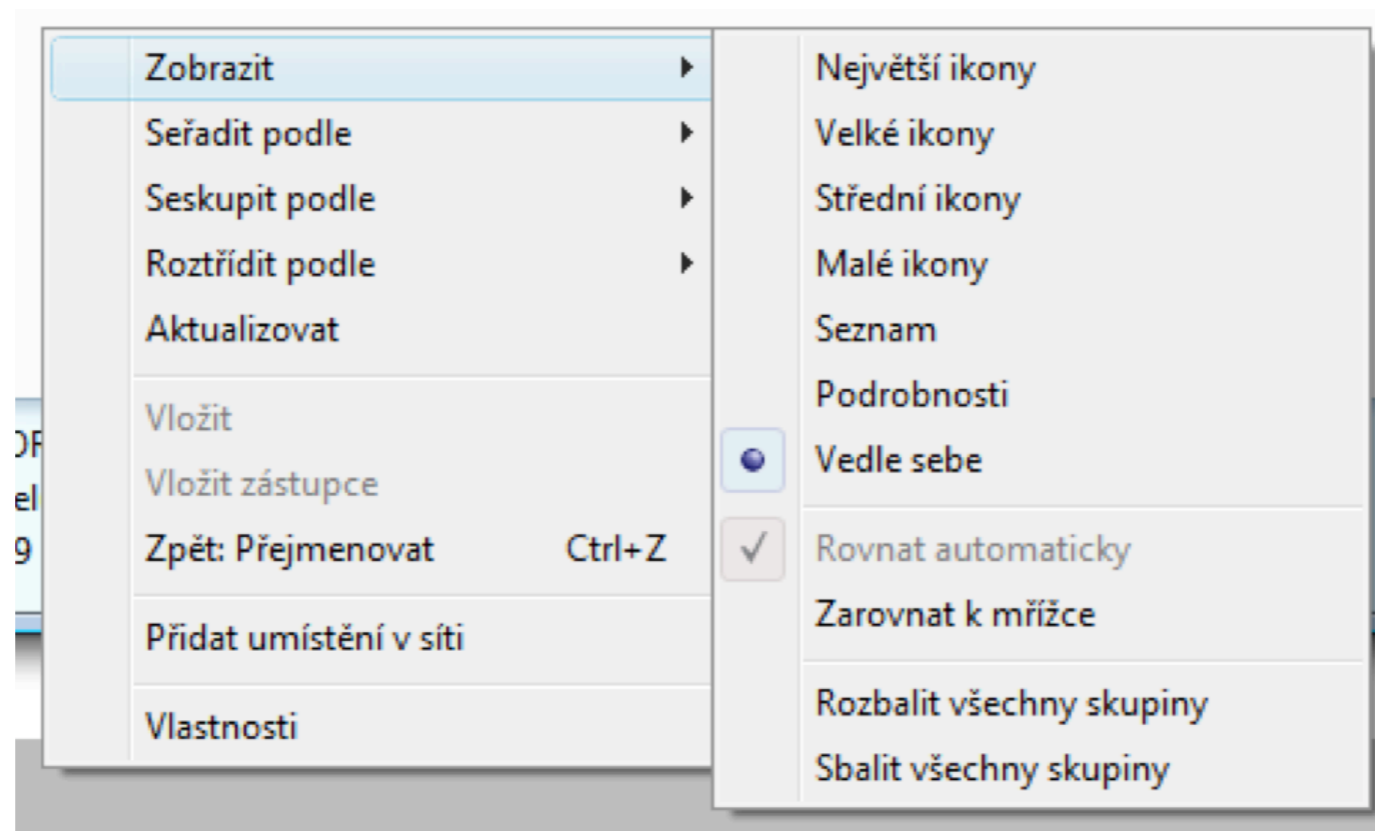 Zobrazit
Seřadit podle
Seskupit podle
Roztřídit podle
Aktualizovat
Vložit
Vložit zástupce
Zpět: Přejmenovat Ctrl+Z
Přidat umístění v síti
Vlastnosti
Největší ikony
Velké ikony
Střední ikony
Malé ikony
Seznam
Podrobnosti
Vedle sebe
Rovnat automaticky
Zarovnat k mřížce
Rozbalit všechny skupiny
Sbalit všechny skupiny